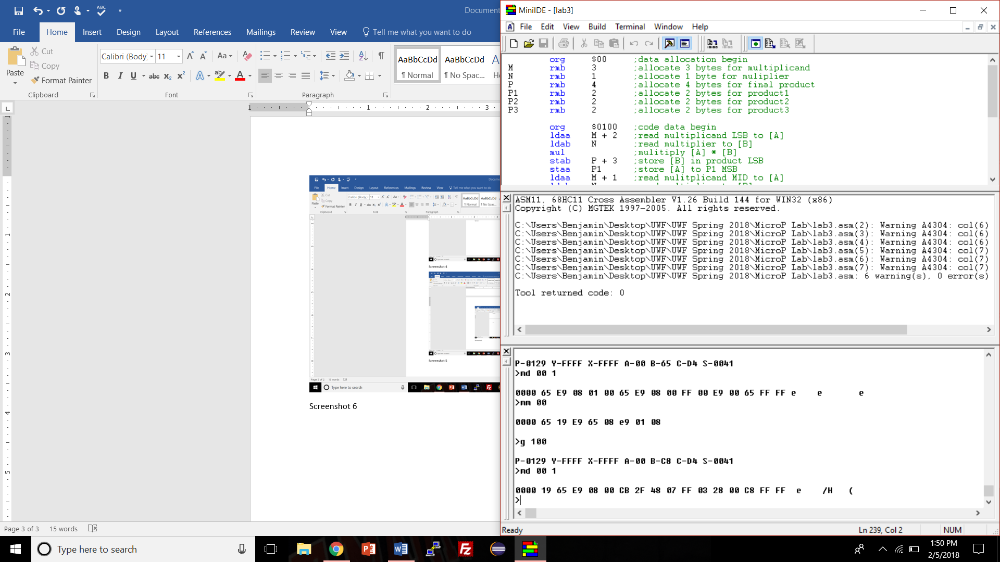 Document
File Home Insert Design Layout References Mailings Review View Tell me what you want to do
Paste
Cut
Copy
Format Painter
Calibri (Body) 11
AaBbCcDd AaBbCcDd
¶ Normal ¶ No Spac...
Clipboard Font Paragraph
1 1 2 3
Screenshot 4
Screenshot 5
Type here to search
Screenshot 6
Page 3 of 3 15 words
MiniIDE - [lab3]
File Edit View Build Terminal Window Help
org $00 ;data allocation begin
M rmb 3 ;allocate 3 bytes for multiplicand
N rmb 1 ;allocate 1 byte for muliplier
P rmb 4 ;allocate 4 bytes for final product
P1 rmb 2 ;allocate 2 bytes for product1
P2 rmb 2 ;allocate 2 bytes for product2
P3 rmb 2 ;allocate 2 bytes for product3
org $0100 ;code data begin
ldaa M + 2 ;read multiplicand LSB to [A]
ldab N ;read multiplier to [B]
mul ;mulitiply [A] * [B]
stab P + 3 ;store [B] in product LSB
staa P1 ;store [A] to P1 MSB
ldaa M + 1 ;read mulitplicand MID to [A]
ASM11, 68HC11 Cross Assembler V1.26 Build 144 for WIN32 (x86)
Copyright (C) MGTEK 1997-2005. All rights reserved.
C:\Users\Benjamin\Desktop\UWF\UWF Spring 2018\MicroP Lab\lab3.asm(2): Warning A4304: col(6)
C:\Users\Benjamin\Desktop\UWF\UWF Spring 2018\MicroP Lab\lab3.asm(3): Warning A4304: col(6)
C:\Users\Benjamin\Desktop\UWF\UWF Spring 2018\MicroP Lab\lab3.asm(4): Warning A4304: col(6)
C:\Users\Benjamin\Desktop\UWF\UWF Spring 2018\MicroP Lab\lab3.asm(5): Warning A4304: col(7)
C:\Users\Benjamin\Desktop\UWF\UWF Spring 2018\MicroP Lab\lab3.asm(6): Warning A4304: col(7)
C:\Users\Benjamin\Desktop\UWF\UWF Spring 2018\MicroP Lab\lab3.asm(7): Warning A4304: col(7)
C:\Users\Benjamin\Desktop\UWF\UWF Spring 2018\MicroP Lab\lab3.asm: 6 warning(s), 0 error(s)
Tool returned code: 0
P-0129 Y-FFFF X-FFFF A-00 B-65 C-D4 S-0041
>md 00 1
0000 65 E9 08 01 00 65 E9 08 00 FF 00 E9 00 65 FF FF e e e
>mm 00
0000 65 19 E9 65 08 e9 01 08
>g 100
P-0129 Y-FFFF X-FFFF A-00 B-C8 C-D4 S-0041
>md 00 1
0000 19 65 E9 08 00 CB 2F 48 07 FF 03 28 00 C8 FF FF e /H (
>
Ready Ln 239, Col 2 NUM
Type here to search
1:50 PM
2/5/2018